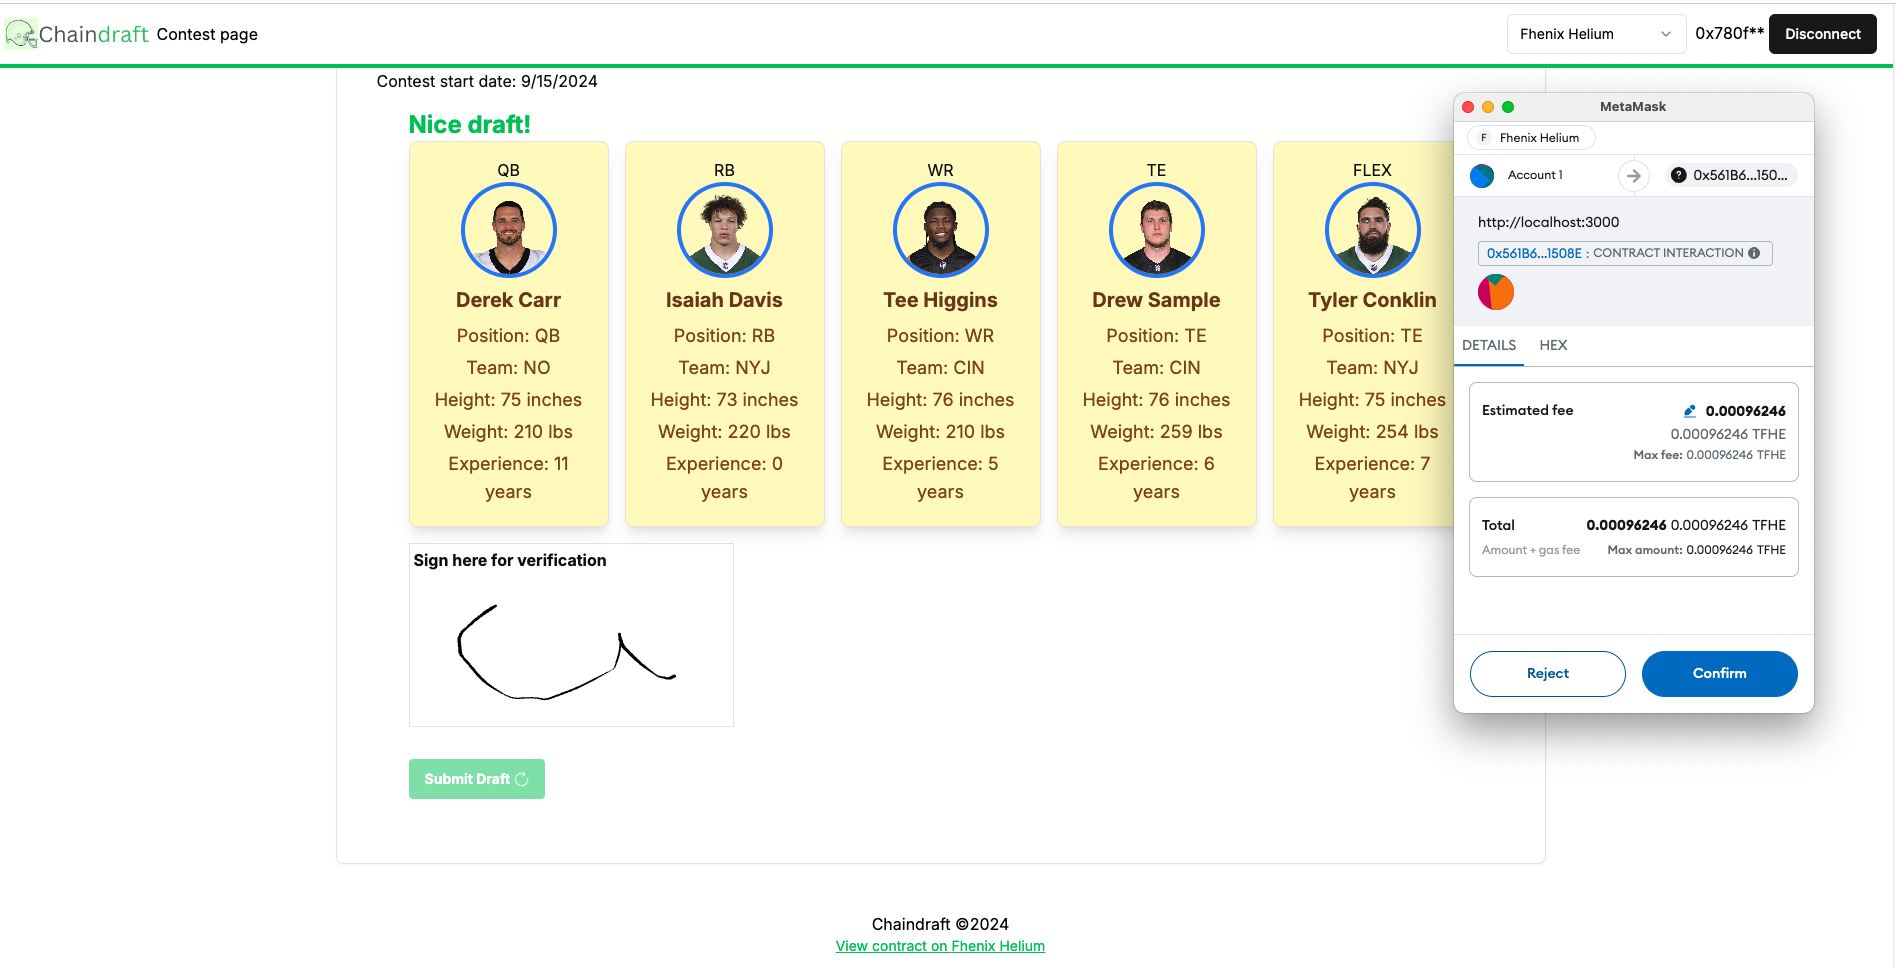 Chaindraft Contest page
Fhenix Helium 0x780f** Disconnect
Contest start date: 9/15/2024
Nice draft!
QB
Derek Carr
Position: QB
Team: NO
Height: 75 inches
Weight: 210 lbs
Experience: 11
years
RB
Isaiah Davis
Position: RB
Team: NYJ
Height: 73 inches
Weight: 220 lbs
Experience: 0
years
WR
Tee Higgins
Position: WR
Team: CIN
Height: 76 inches
Weight: 210 lbs
Experience: 5
years
TE
Drew Sample
Position: TE
Team: CIN
Height: 76 inches
Weight: 259 lbs
Experience: 6
years
FLEX
Tyler Conklin
Position: TE
Team: NYJ
Height: 75 inches
Weight: 254 lbs
Experience: 7
years
Sign here for verification
Submit Draft
Chaindraft ©2024
View contract on Fhenix Helium
MetaMask
F Fhenix Helium
Account 1 ? 0x561B6...150...
http://localhost:3000
0x561B6...1508E : CONTRACT INTERACTION
DETAILS HEX
Estimated fee 0.00096246
0.00096246 TFHE
Max fee: 0.00096246 TFHE
Total 0.00096246 0.00096246 TFHE
Amount + gas fee Max amount: 0.00096246 TFHE
Reject Confirm